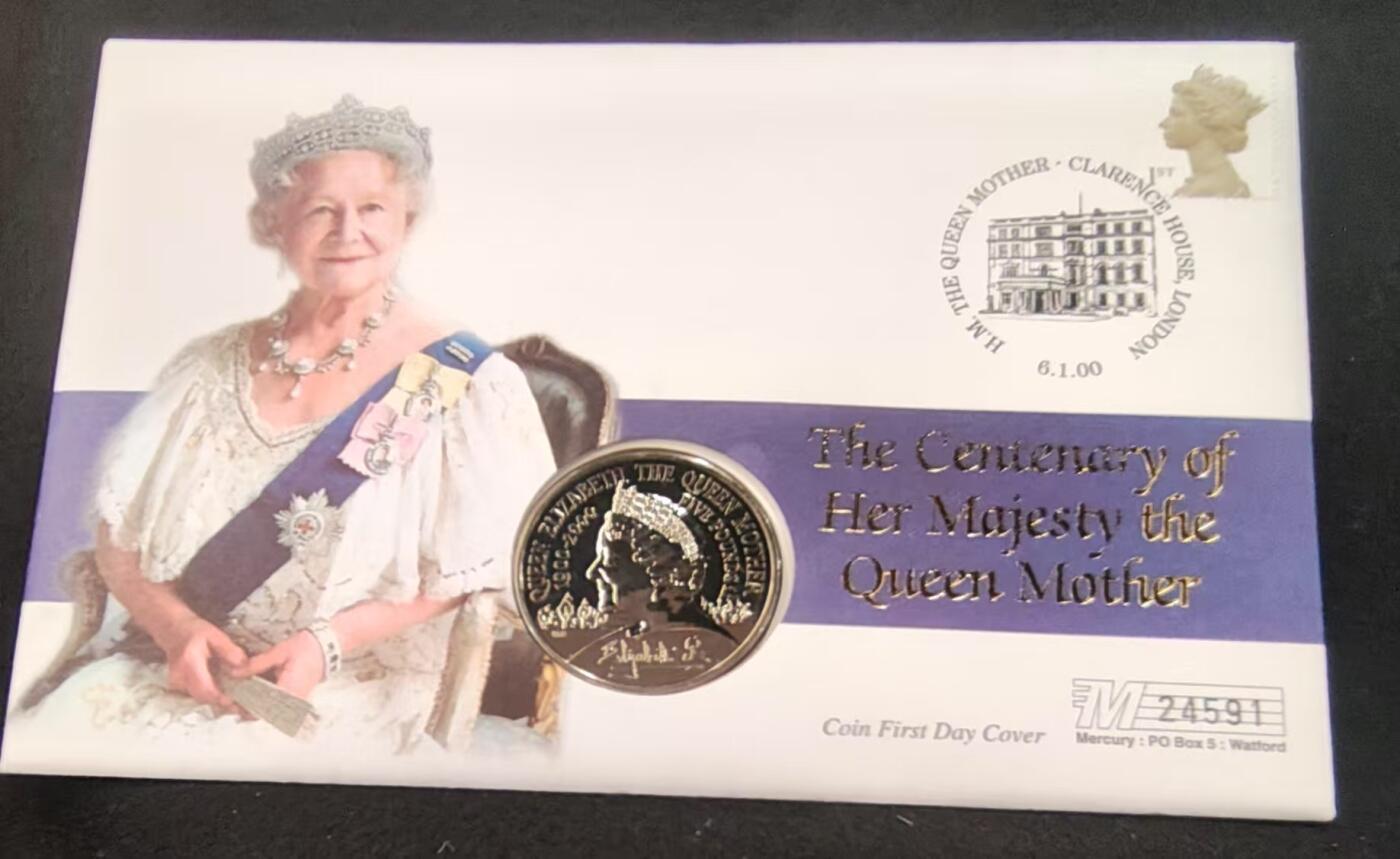 1ST
H.M. THE QUEEN MOTHER · CLARENCE HOUSE, LONDON
6.1.00
The Centenary of
Her Majesty the
Queen Mother
QUEEN ELIZABETH THE QUEEN MOTHER
1900-2000
FIVE POUNDS
Coin First Day Cover
M 24591
Mercury : PO Box 5 : Watford